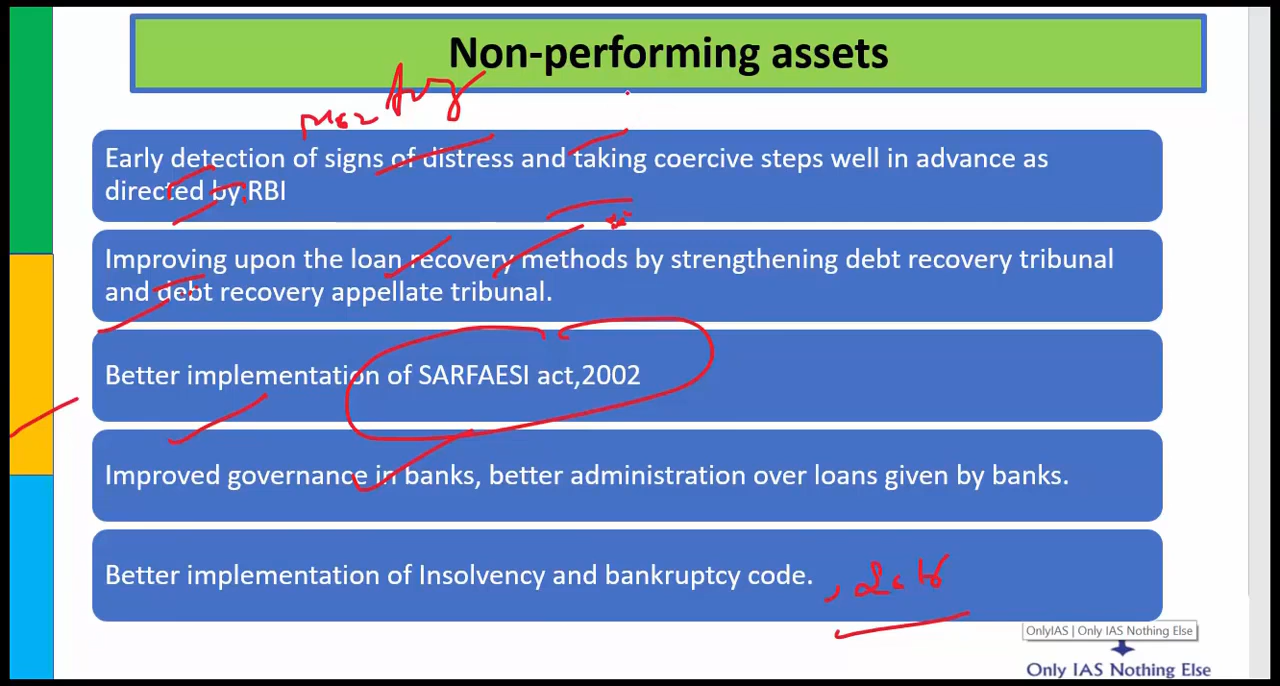 Non-performing assets
Early detection of signs of distress and taking coercive steps well in advance as
directed by RBI
Improving upon the loan recovery methods by strengthening debt recovery tribunal
and debt recovery appellate tribunal.
Better implementation of SARFAESI act,2002
Improved governance in banks, better administration over loans given by banks.
Better implementation of Insolvency and bankruptcy code.
OnlyIAS | Only IAS Nothing Else
Only IAS Nothing Else